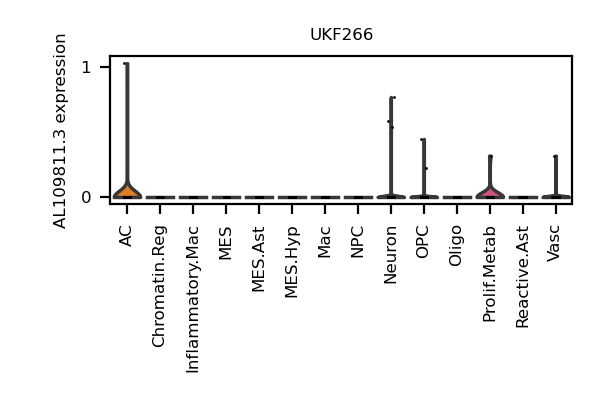 UKF266
AL109811.3 expression
1
0
AC
Chromatin.Reg
Inflammatory.Mac
MES
MES.Ast
MES.Hyp
Mac
NPC
Neuron
OPC
Oligo
Prolif.Metab
Reactive.Ast
Vasc